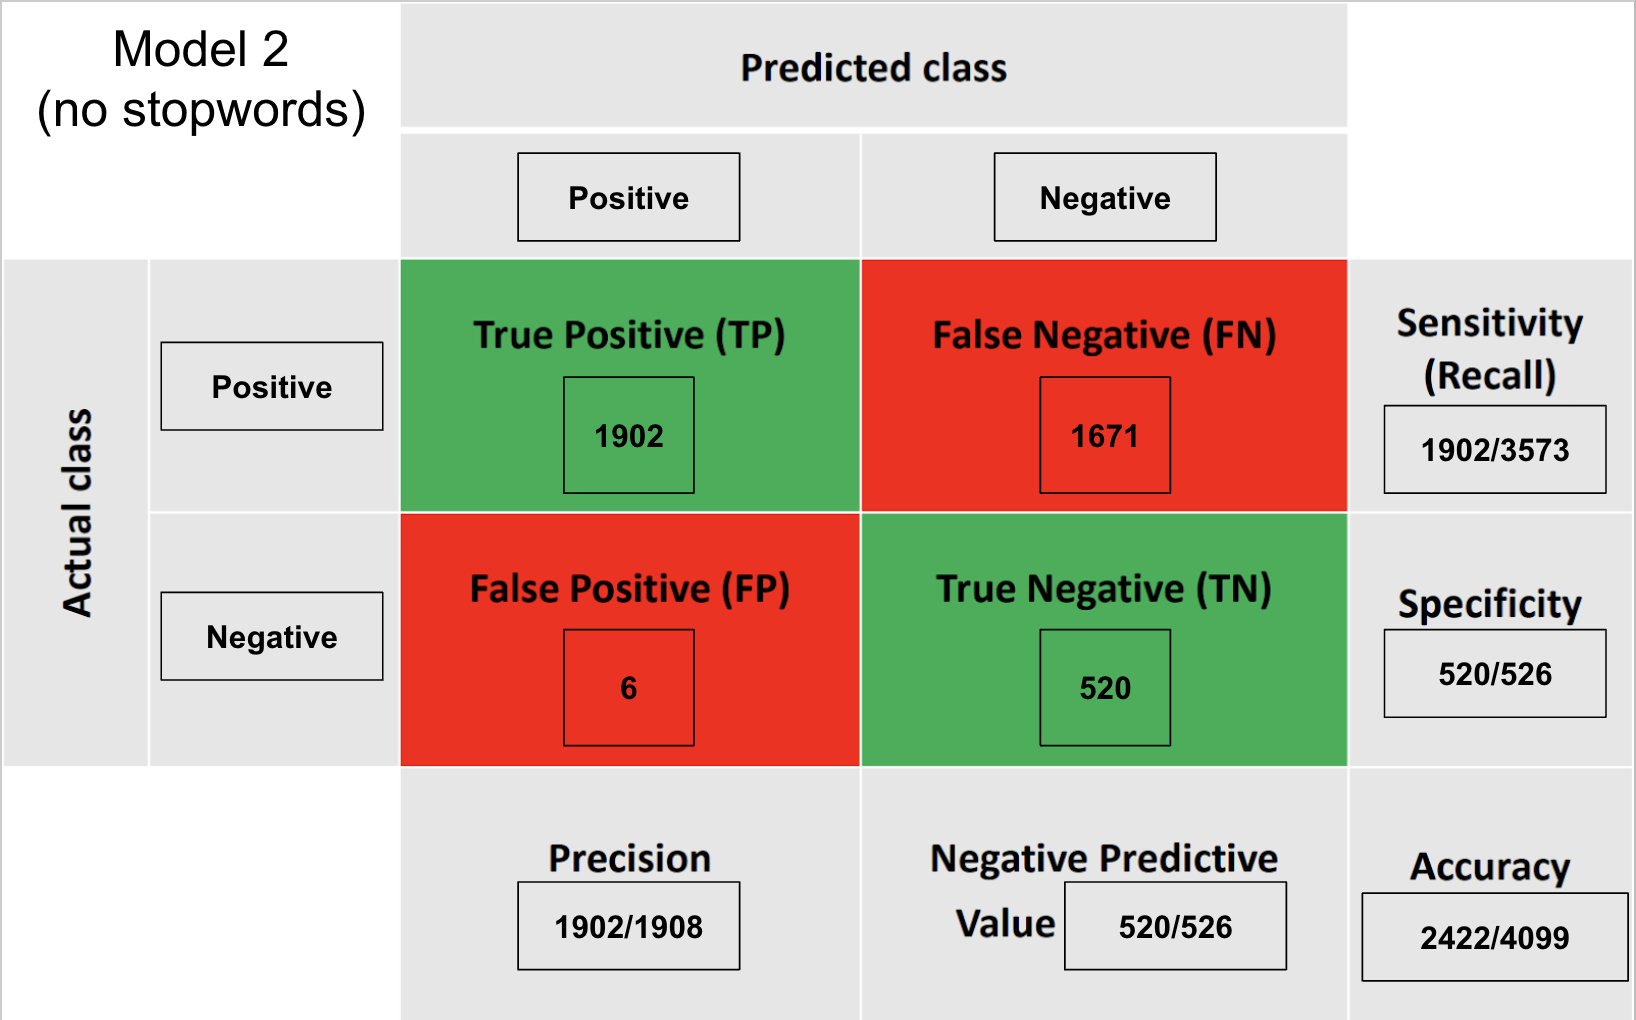 Model 2
(no stopwords)
Predicted class
Positive
Negative
Actual class
Positive
True Positive (TP)
1902
False Negative (FN)
1671
Sensitivity
(Recall)
1902/3573
Negative
False Positive (FP)
6
True Negative (TN)
520
Specificity
520/526
Precision
1902/1908
Negative Predictive
Value 520/526
Accuracy
2422/4099